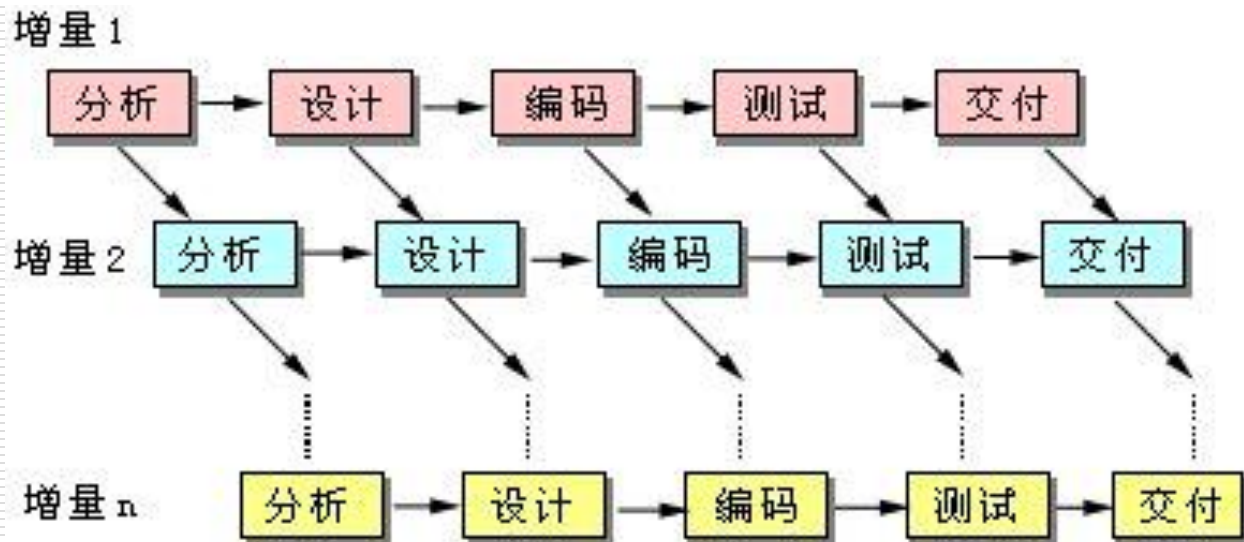 增量1
分析 设计 编码 测试 交付
增量2 分析 设计 编码 测试 交付
增量n 分析 设计 编码 测试 交付